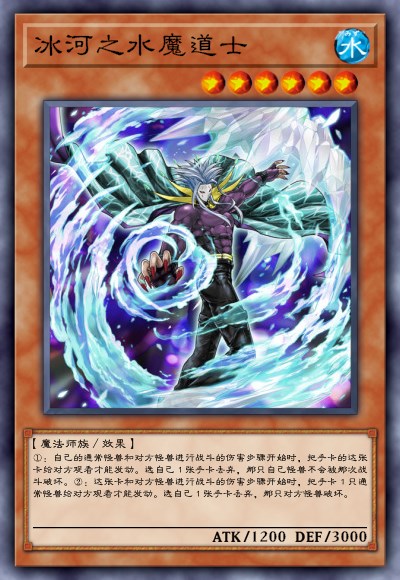 冰河之水魔道士
水
【魔法师族／效果】
①：自己的通常怪兽和对方怪兽进行战斗的伤害步骤开始时，把手卡的这张
卡给对方观看才能发动。选自己1张手卡丢弃，那只自己怪兽不会被那次战
斗破坏。②：这张卡和对方怪兽进行战斗的伤害步骤开始时，把手卡1只通
常怪兽给对方观看才能发动。选自己1张手卡丢弃，那只对方怪兽破坏。
ATK/1200 DEF/3000